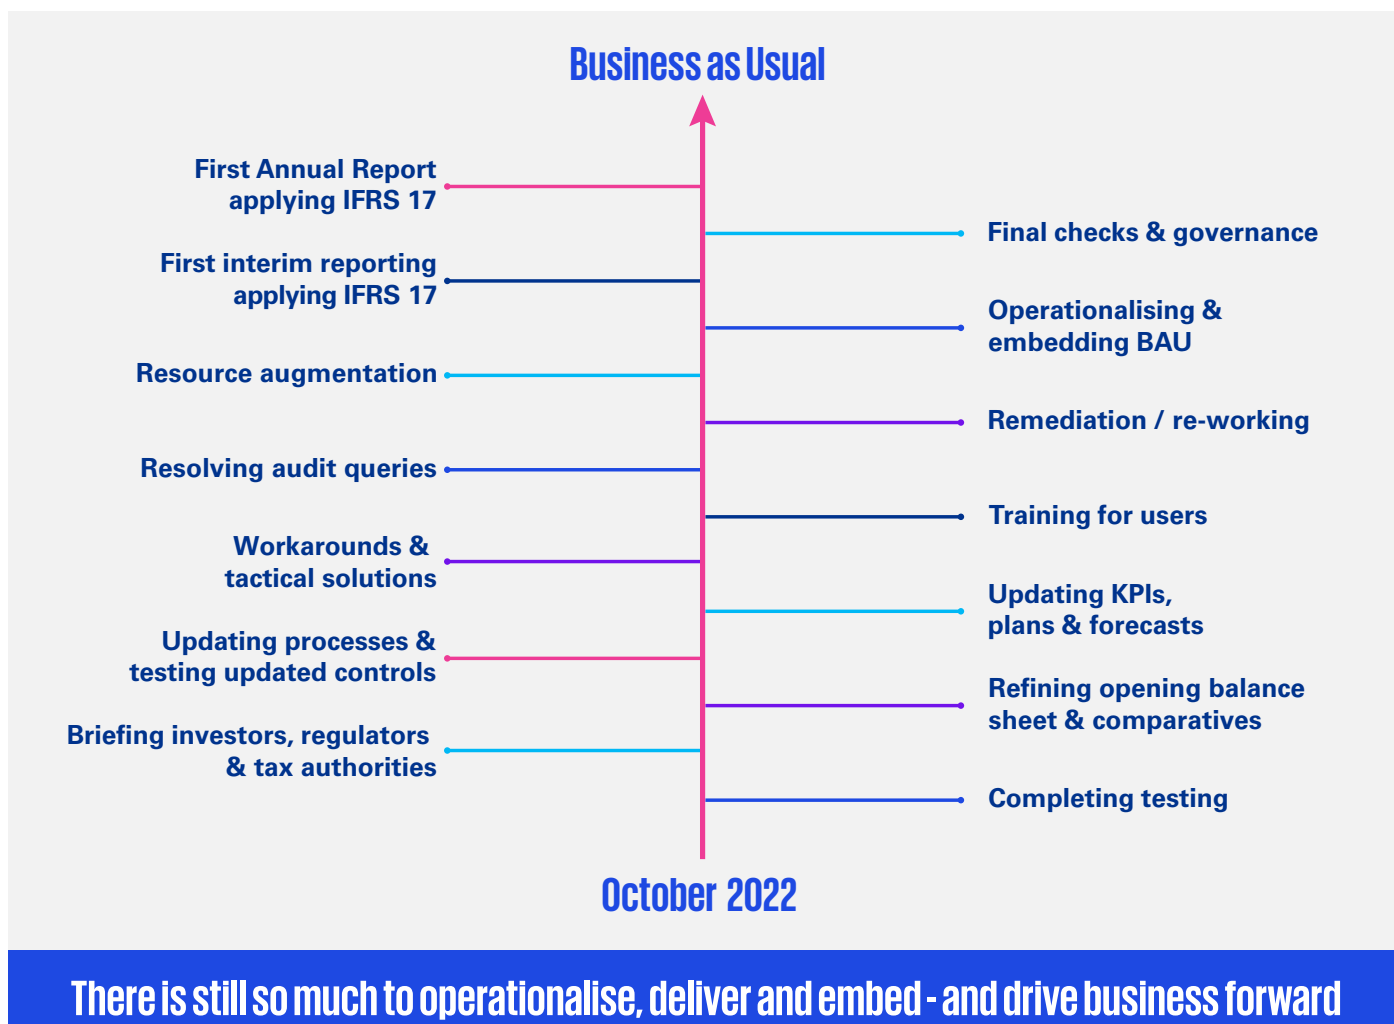 Business as Usual
First Annual Report
applying IFRS 17
Final checks & governance
First interim reporting
applying IFRS 17
Operationalising &
embedding BAU
Resource augmentation
Remediation / re-working
Resolving audit queries
Training for users
Workarounds &
tactical solutions
Updating KPIs,
plans & forecasts
Updating processes &
testing updated controls
Refining opening balance
sheet & comparatives
Briefing investors, regulators
& tax authorities
Completing testing
October 2022
There is still so much to operationalise, deliver and embed - and drive business forward